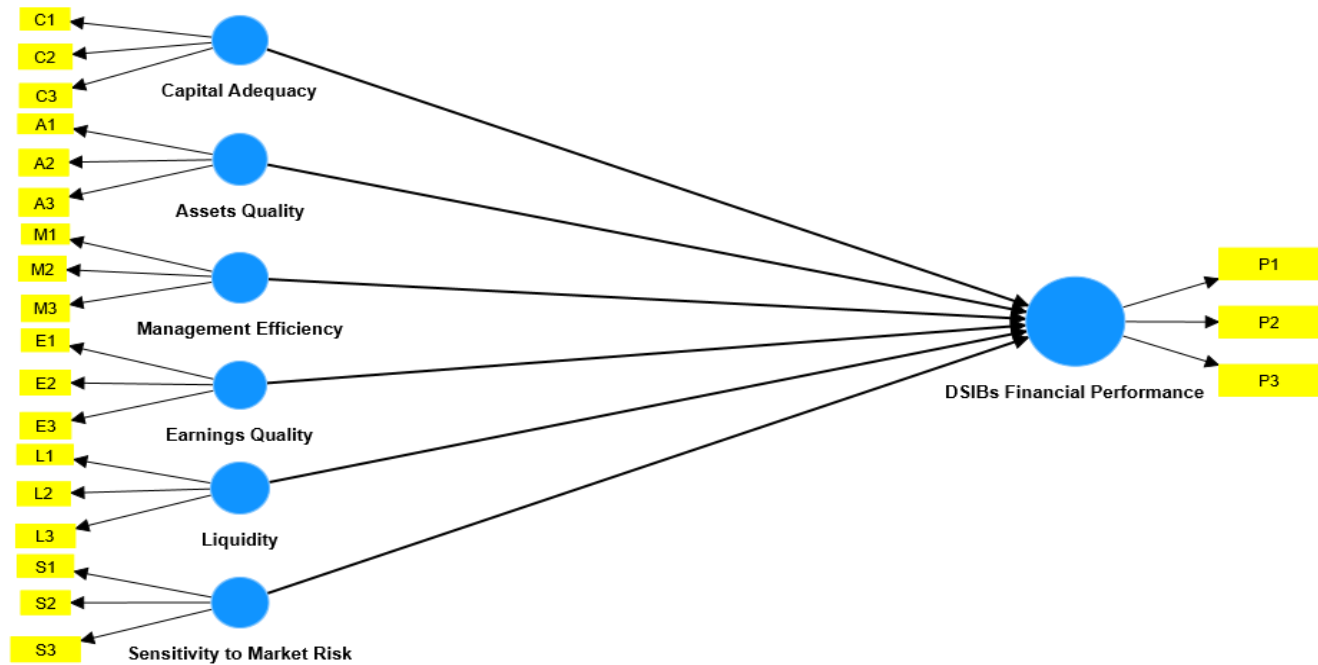 C1
C2
C3
Capital Adequacy
A1
A2
A3
Assets Quality
M1
M2
M3
Management Efficiency
E1
E2
E3
Earnings Quality
L1
L2
L3
Liquidity
S1
S2
S3
Sensitivity to Market Risk
P1
P2
P3
DSIBs Financial Performance